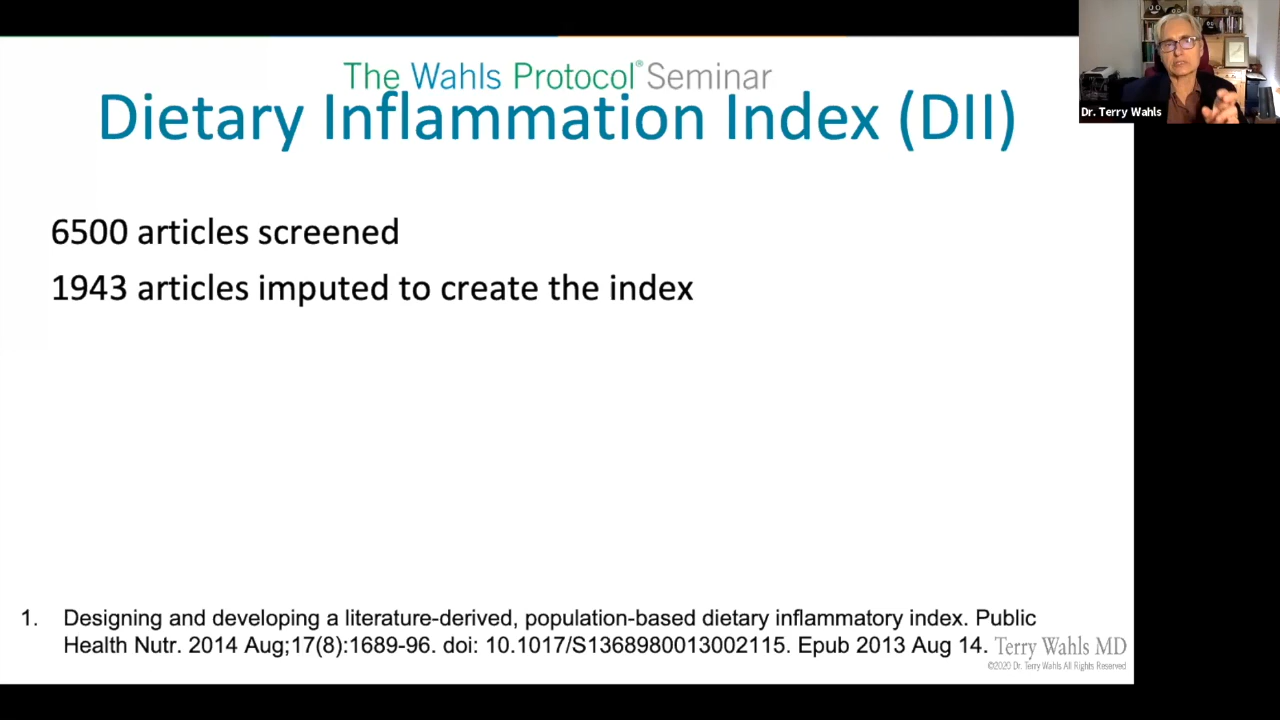 The Wahls Protocol® Seminar
Dietary Inflammation Index (DII)
Dr. Terry Wahls
6500 articles screened
1943 articles imputed to create the index
1. Designing and developing a literature-derived, population-based dietary inflammatory index. Public
Health Nutr. 2014 Aug;17(8):1689-96. doi: 10.1017/S1368980013002115. Epub 2013 Aug 14.
Terry Wahls MD
©2020 Dr. Terry Wahls All Rights Reserved